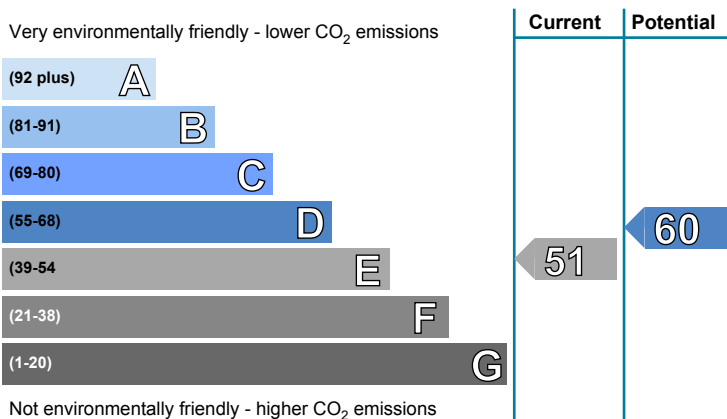 Current Potential
Very environmentally friendly - lower CO2 emissions
(92 plus) A
(81-91) B
(69-80) C
(55-68) D
60
(39-54 E
51
(21-38) F
(1-20) G
Not environmentally friendly - higher CO2 emissions